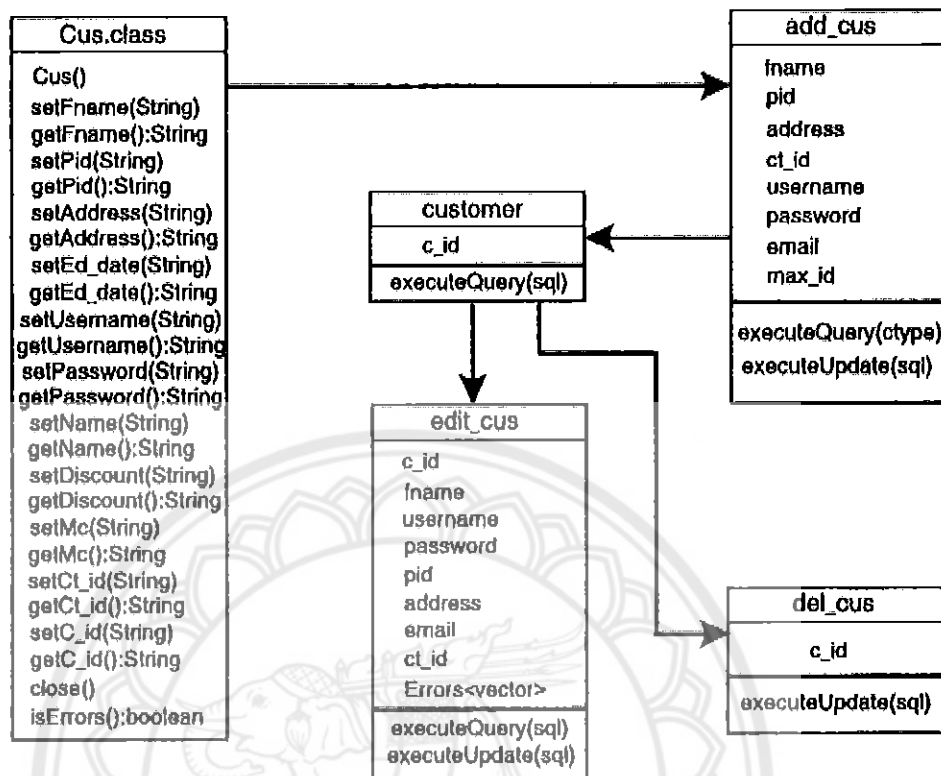 Cus.class
Cus()
setFname(String)
getFname():String
setPid(String)
getPid():String
setAddress(String)
getAddress():String
setEd_date(String)
getEd_date():String
setUsername(String)
getUsername():String
setPassword(String)
getPassword():String
setName(String)
getName():String
setDiscount(String)
getDiscount():String
setMc(String)
getMc():String
setCt_id(String)
getCt_id():String
setC_id(String)
getC_id():String
close()
isErrors():boolean
customer
c_id
executeQuery(sql)
edit_cus
c_id
fname
username
password
pid
address
email
ct_id
Errors<vector>
executeQuery(sql)
executeUpdate(sql)
add_cus
fname
pid
address
ct_id
username
password
email
max_id
executeQuery(ctype)
executeUpdate(sql)
del_cus
c_id
executeUpdate(sql)